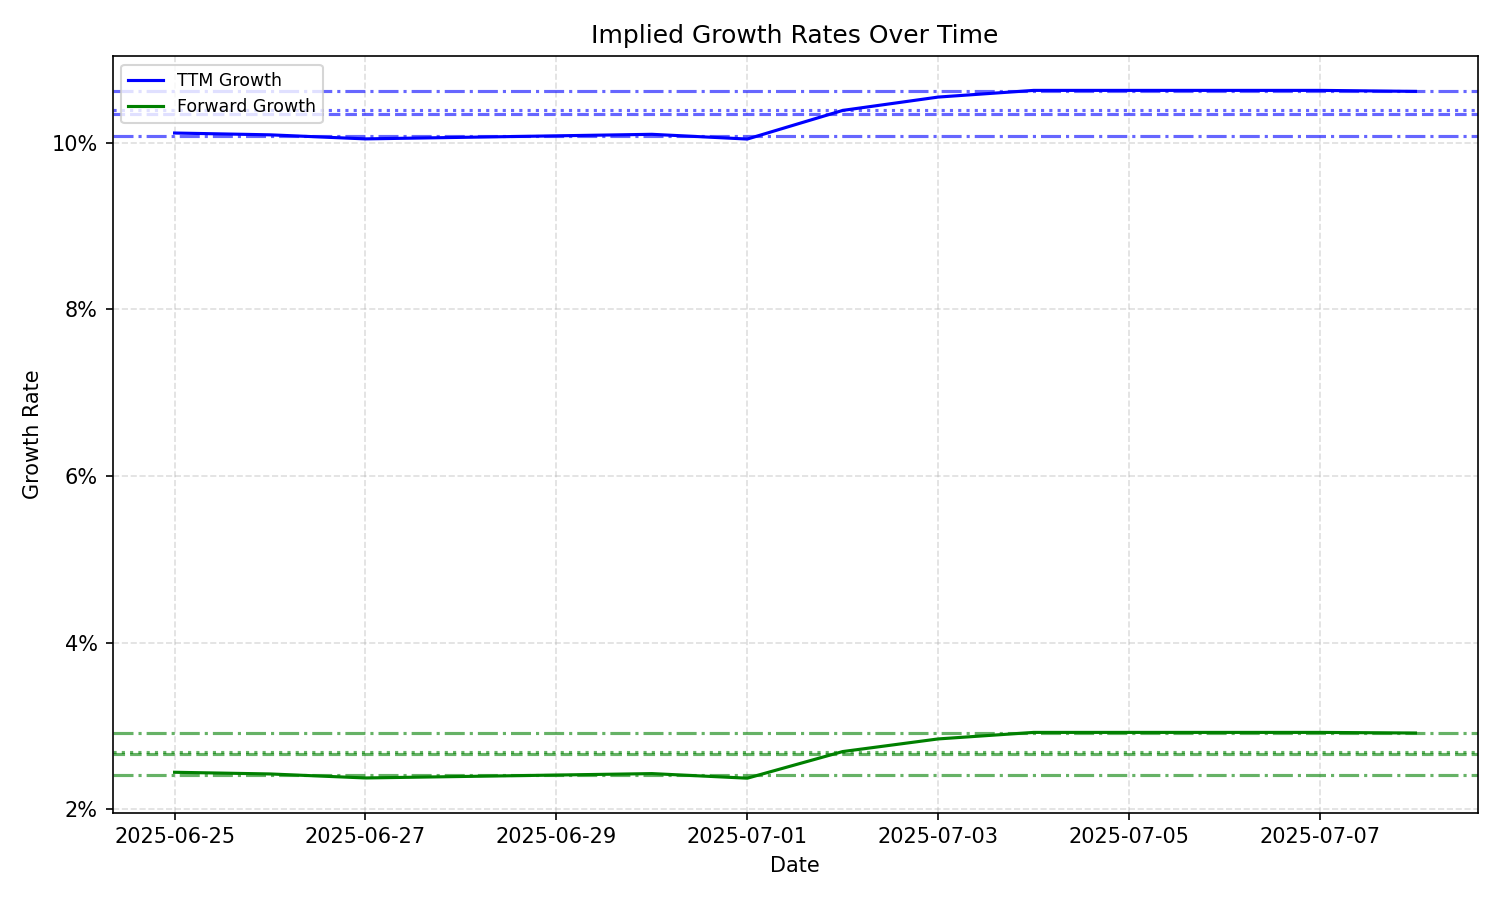 Implied Growth Rates Over Time
TTM Growth
Forward Growth
10%
8%
6%
4%
2%
Growth Rate
2025-06-25 2025-06-27 2025-06-29 2025-07-01 2025-07-03 2025-07-05 2025-07-07
Date